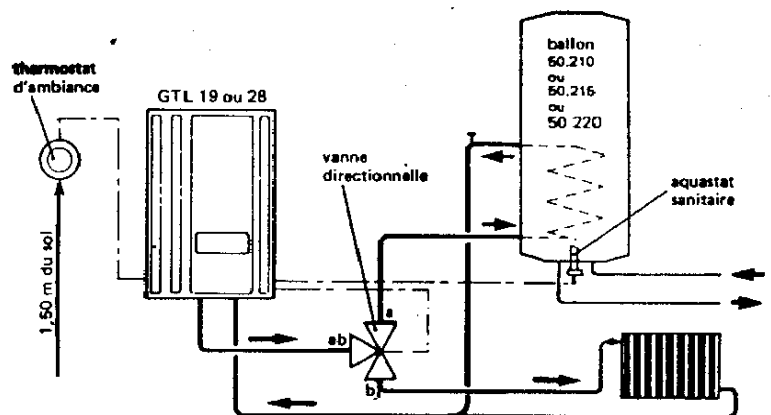 thermostat
d'ambiance
GTL 19 ou 28
ballon
50.210
ou
50.215
ou
50.220
vanne
directionnelle
aquastat
sanitaire
1,50 m du sol
a
ab
b